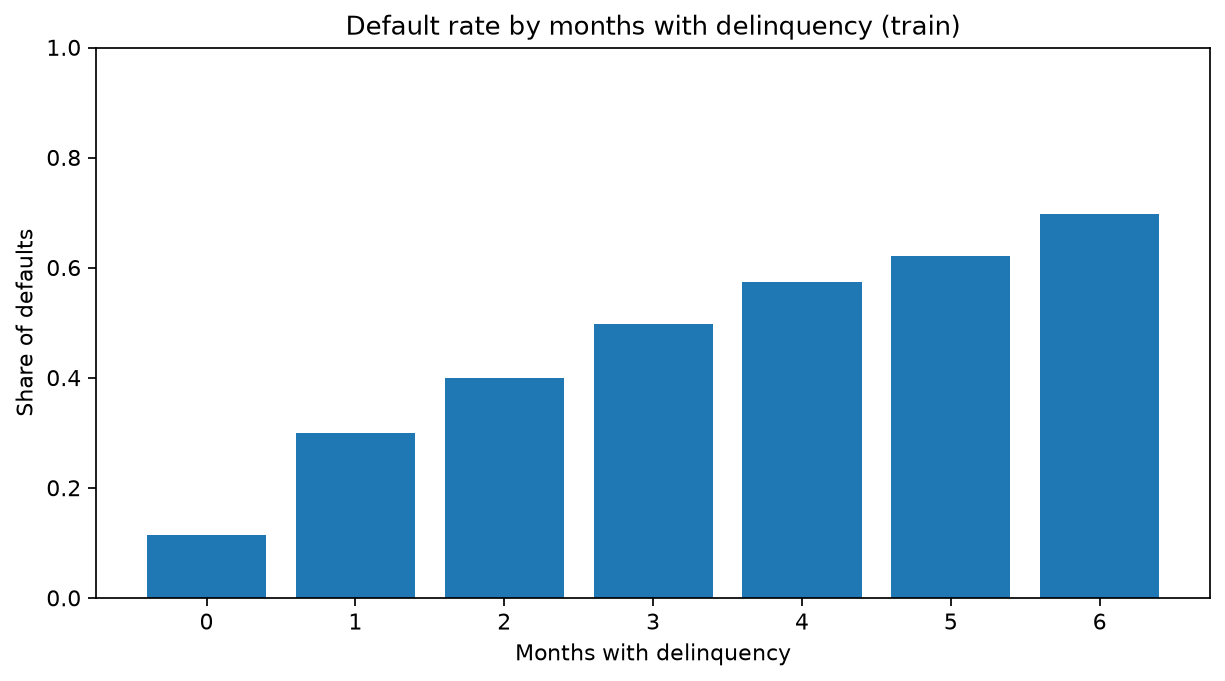 Default rate by months with delinquency (train)
1.0
0.8
0.6
0.4
0.2
0.0
Share of defaults
0 1 2 3 4 5 6
Months with delinquency